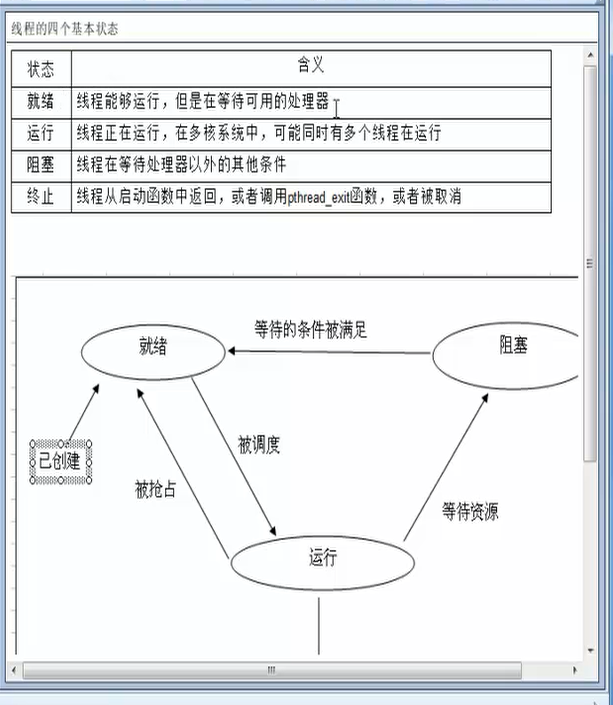 线程的四个基本状态
状态 含义
就绪 线程能够运行，但是在等待可用的处理器
运行 线程正在运行，在多核系统中，可能同时有多个线程在运行
阻塞 线程在等待处理器以外的其他条件
终止 线程从启动函数中返回，或者调用pthread_exit函数，或者被取消
等待的条件被满足
就绪
阻塞
被调度
已创建
被抢占
等待资源
运行